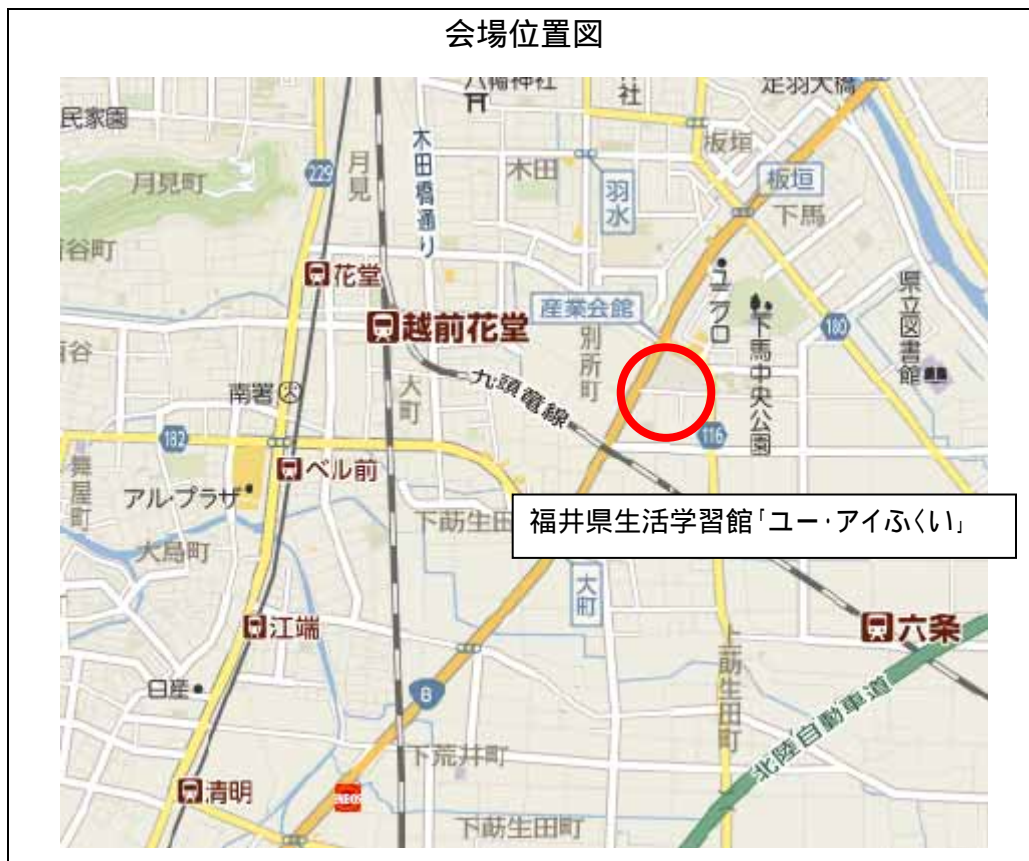 会場位置図
八幡神社
社
足羽大橋
民家園
板垣
月見町
229
月見
木田橋通り
木田
羽水
板垣
下馬
谷町
花堂
ユニクロ
産業会館
県立図書館
越前花堂
別所町
下馬中央公園
180
谷
大町
九頭竜線
南署
182
116
舞屋町
ベル前
アル・プラザ
下莇生田
福井県生活学習館「ユー・アイふくい」
大島町
大町
江端
六条
上莇生田町
日産
8
北陸自動車道
下荒井町
清明
ENEOS
下莇生田町